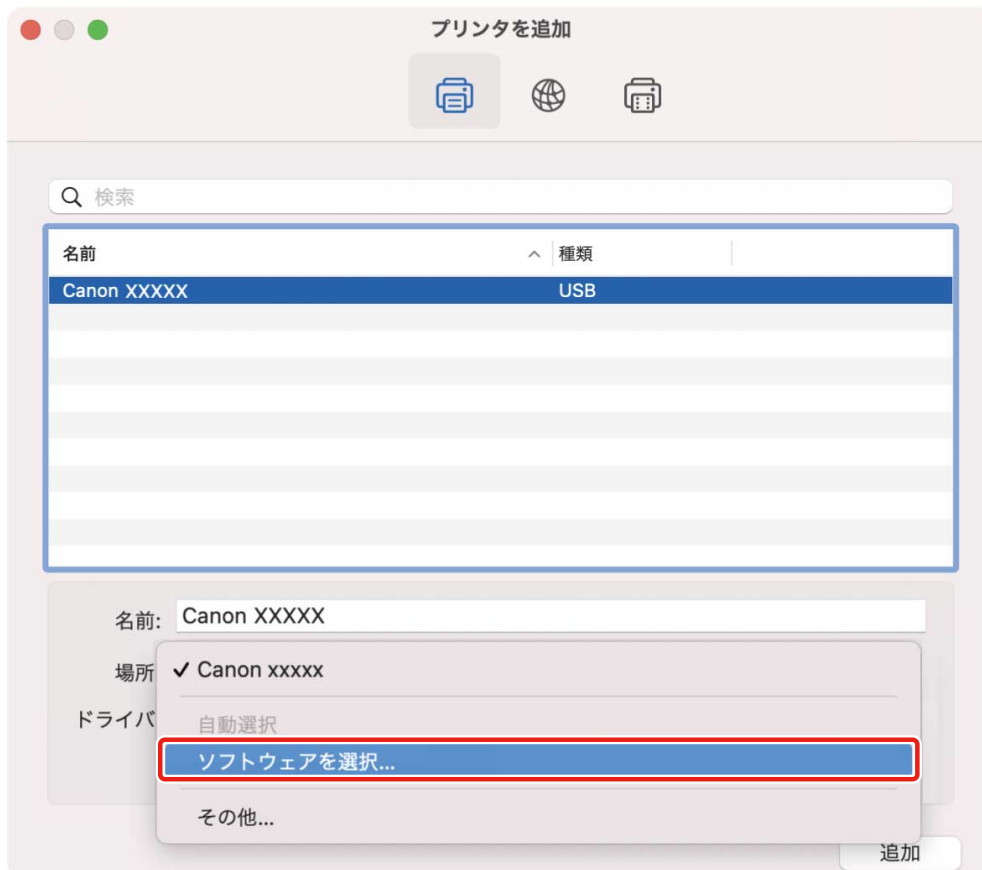 プリンタを追加
検索
名前 種類
Canon XXXXX USB
名前: Canon XXXXX
場所 ✓ Canon xxxxx
ドライバ 自動選択
ソフトウェアを選択...
その他...
追加